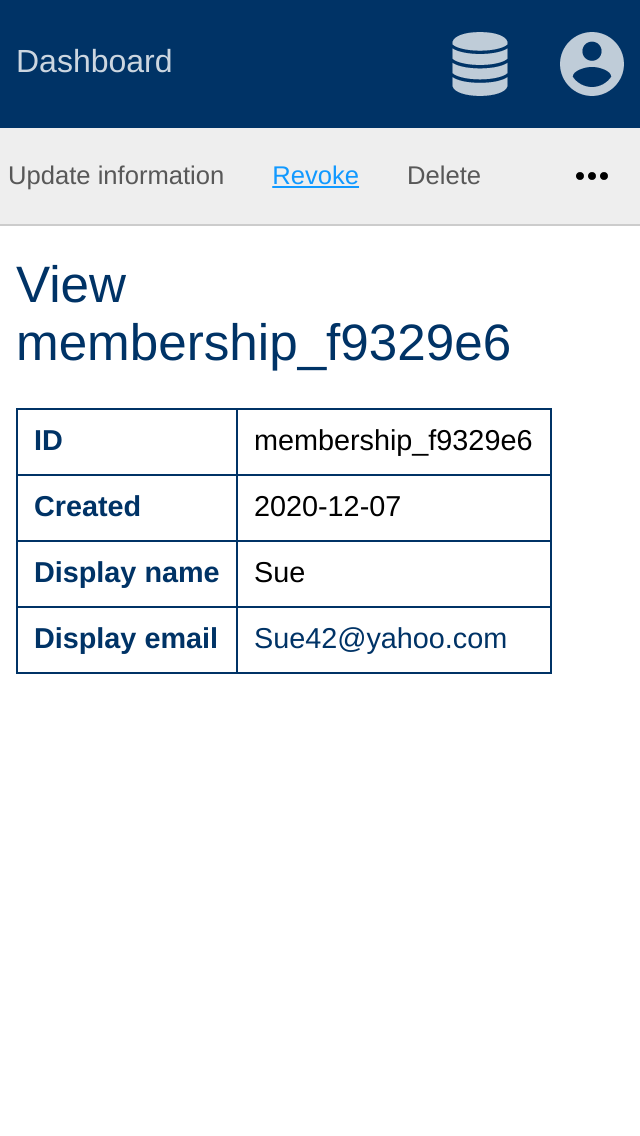 Dashboard
Update information Revoke Delete
View
membership_f9329e6
ID membership_f9329e6
Created 2020-12-07
Display name Sue
Display email Sue42@yahoo.com